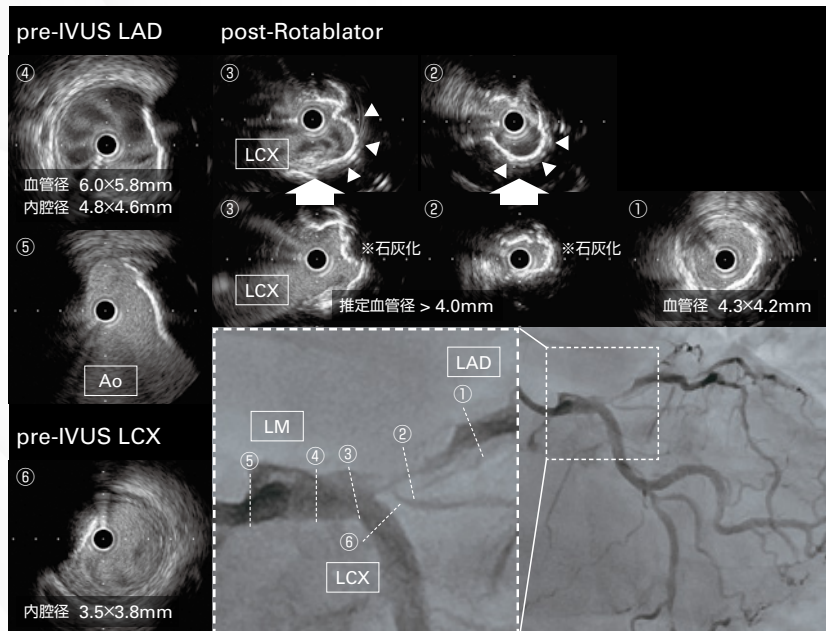 pre-IVUS LAD
post-Rotablator
④
血管径 6.0×5.8mm
内腔径 4.8×4.6mm
③
LCX
②
⑤
Ao
③
※石灰化
LCX
推定血管径 > 4.0mm
②
※石灰化
①
血管径 4.3×4.2mm
pre-IVUS LCX
⑥
内腔径 3.5×3.8mm
LAD
①
LM
②
③
④
⑤
⑥
LCX